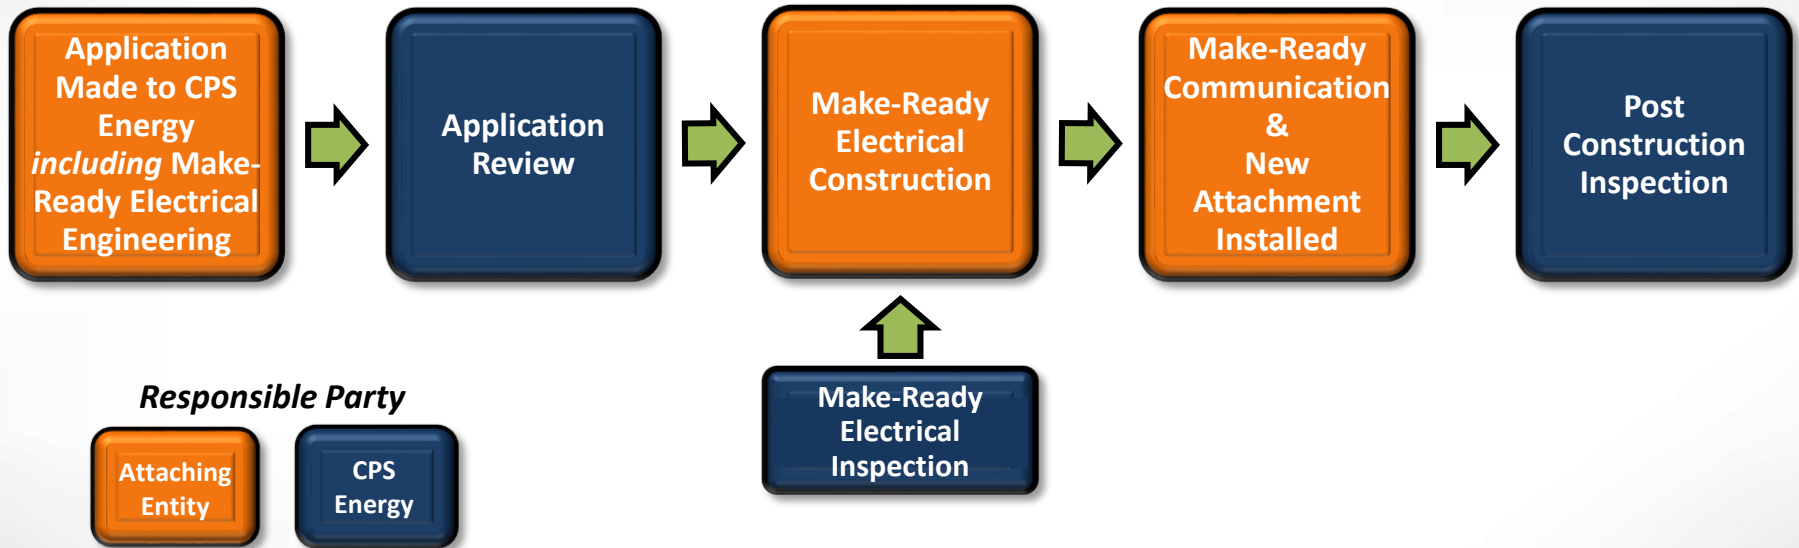 Application
Made to CPS
Energy
including Make-
Ready Electrical
Engineering
Application
Review
Make-Ready
Electrical
Construction
Make-Ready
Communication
&
New
Attachment
Installed
Post
Construction
Inspection
Make-Ready
Electrical
Inspection
Responsible Party
Attaching
Entity
CPS
Energy